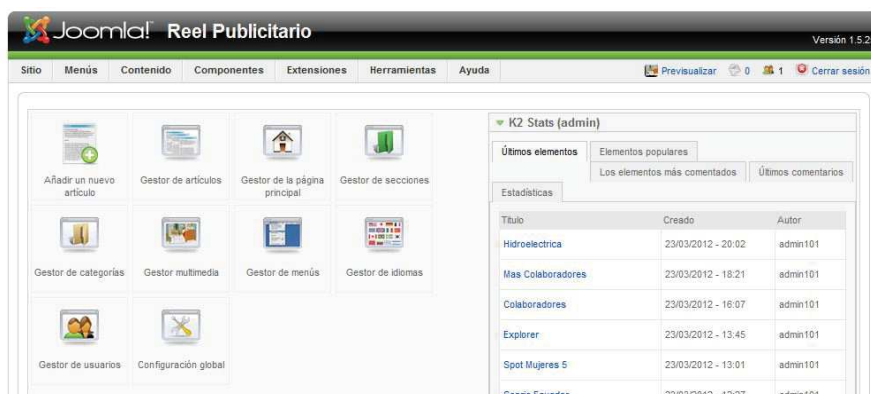 Joomla! Reel Publicitario
Versión 1.5.2
Sitio Menús Contenido Componentes Extensiones Herramientas Ayuda Previsualizar 0 1 Cerrar sesión
Añadir un nuevo artículo
Gestor de artículos
Gestor de la página principal
Gestor de secciones
Gestor de categorías
Gestor multimedia
Gestor de menús
Gestor de idiomas
Gestor de usuarios
Configuración global
K2 Stats (admin)
Últimos elementos Elementos populares
Los elementos más comentados Últimos comentarios
Estadísticas
Título Creado Autor
Hidroelectrica 23/03/2012 - 20:02 admin101
Mas Colaboradores 23/03/2012 - 18:21 admin101
Colaboradores 23/03/2012 - 16:07 admin101
Explorer 23/03/2012 - 13:45 admin101
Spot Mujeres 5 23/03/2012 - 13:01 admin101